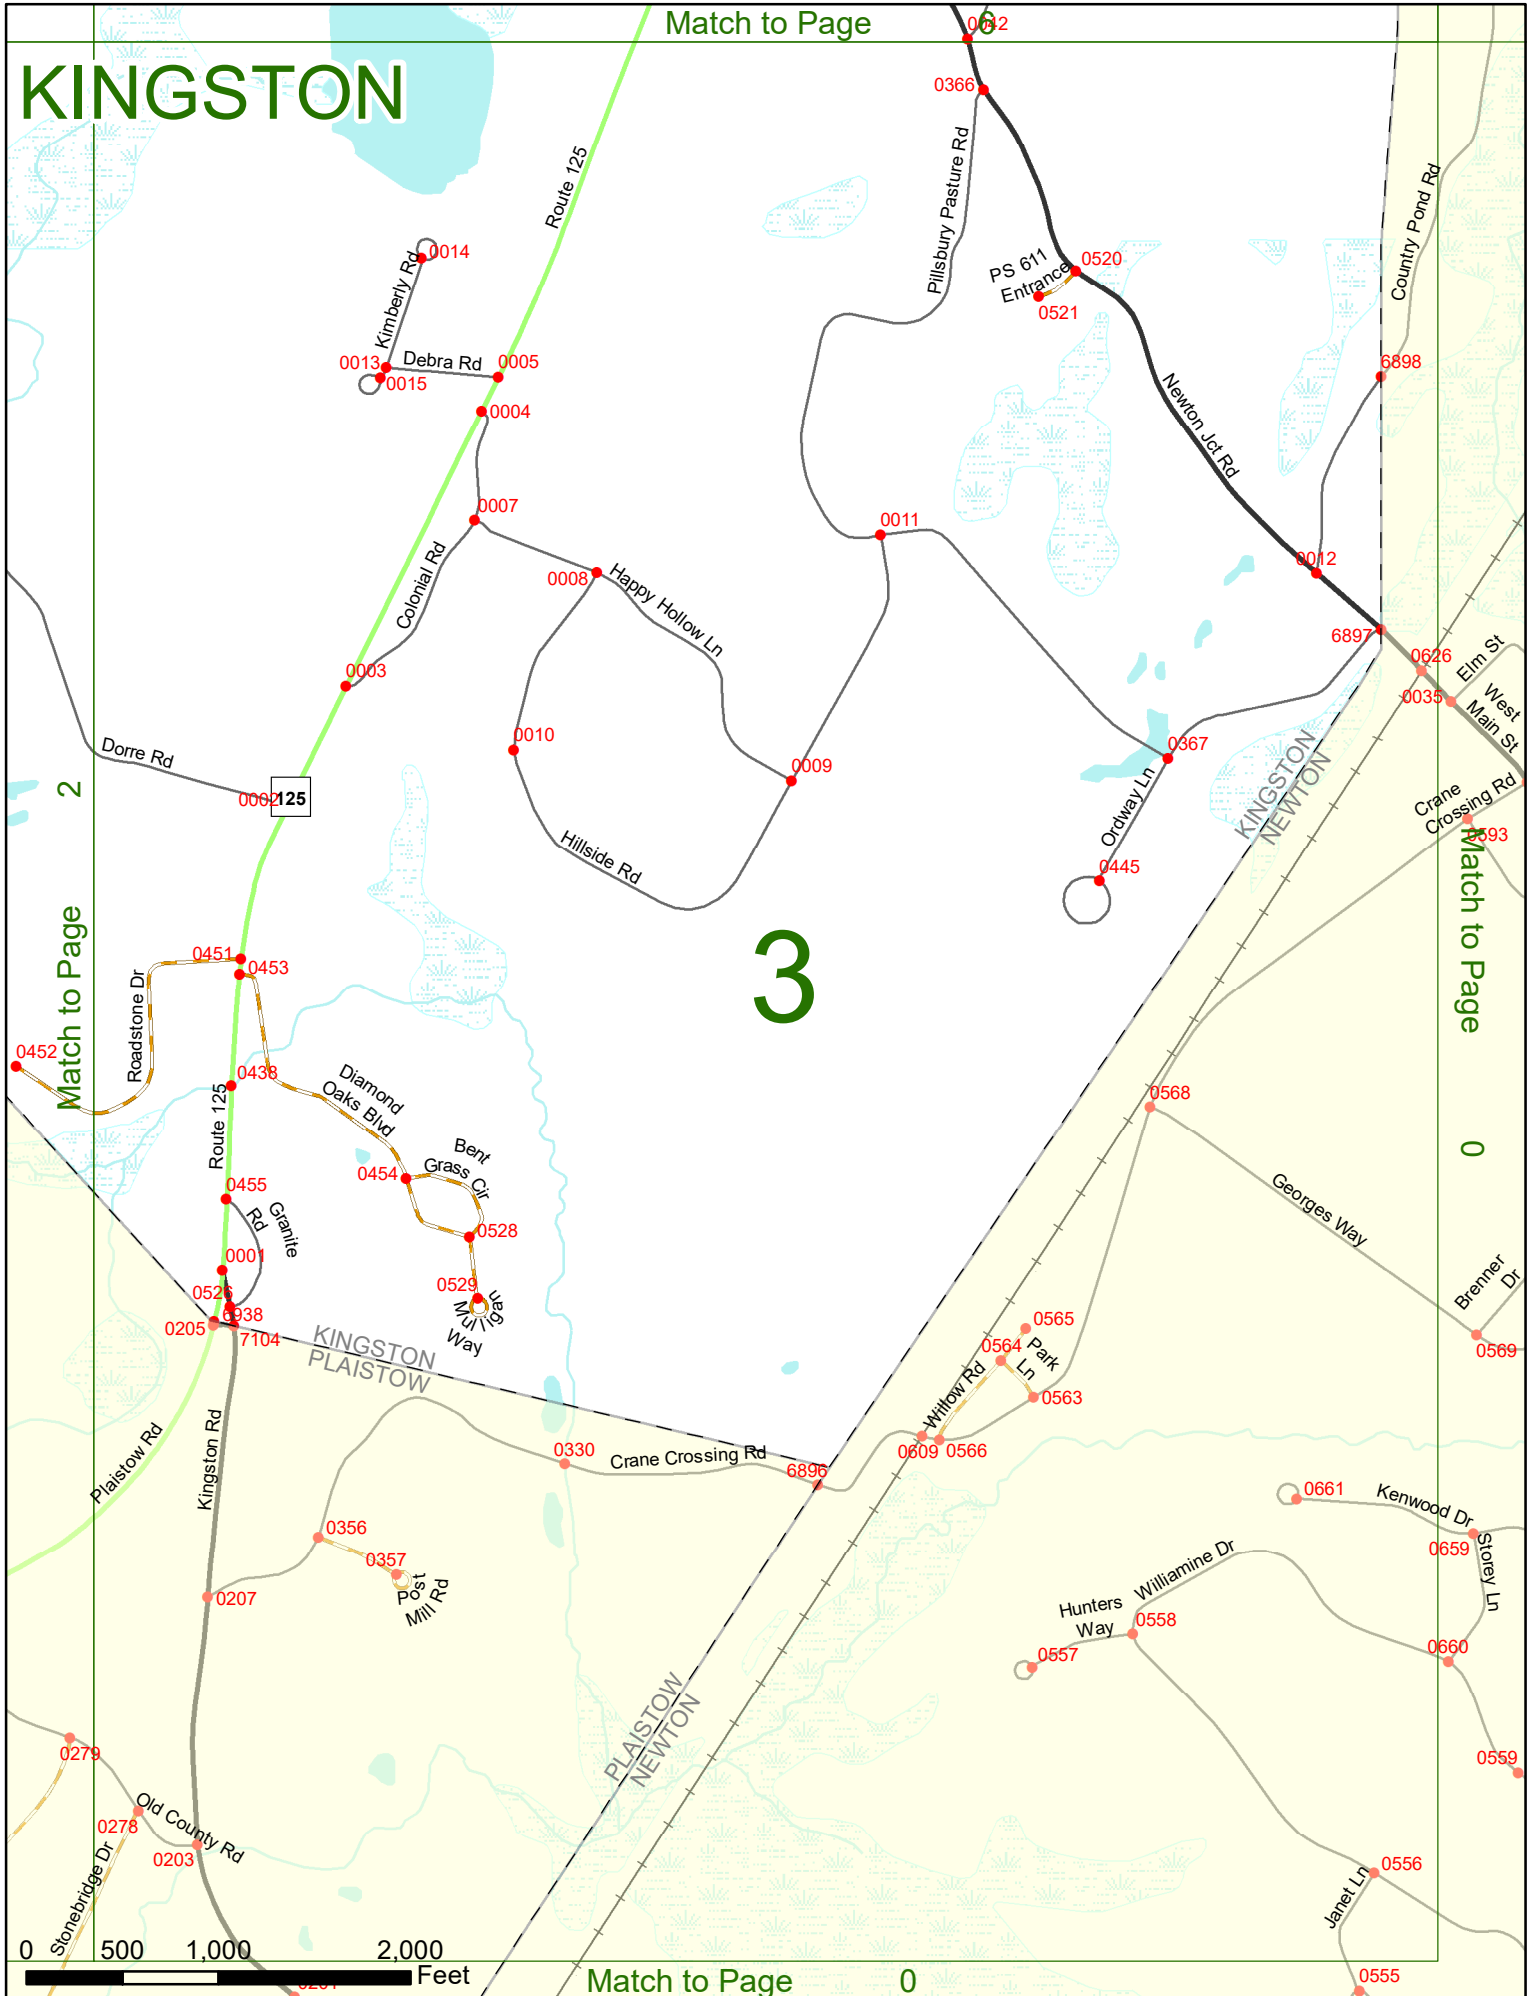 Match to Page 6
0042
KINGSTON
0366
Route 125
Pillsbury Pasture Rd
Country Pond Rd
0014
Kimberly Rd
PS 611
Entrance
0520
0521
0013
Debra Rd
0005
0015
6898
0004
Newton Jct Rd
0007
0011
0012
Colonial Rd
0008
Happy Hollow Ln
6897
0626
Elm St
0003
0035
West
Main St
0010
Dorre Rd
0009
0367
KINGSTON
NEWTON
0002
125
2
Match to Page
Ordway Ln
Crane
Crossing Rd
0593
Hillside Rd
0445
Match to Page
0
3
0451
0453
Roadstone Dr
0452
0438
Diamond
Oaks Blvd
0568
Route 125
Bent
Grass Cir
0454
0455
Granite
Rd
Georges Way
0528
0001
Brenner
Dr
0529
0526
6938
Mulligan
Way
0205
7104
KINGSTON
PLAISTOW
0565
0564
Park
Ln
0569
Willow Rd
0563
Plaistow Rd
Kingston Rd
0330
Crane Crossing Rd
6896
0609
0566
0661
Kenwood Dr
0659
0356
0357
Post
Mill Rd
Storey Ln
Williamine Dr
0207
Hunters
Way
0558
0557
0660
PLAISTOW
NEWTON
0279
0559
Old County Rd
0278
0203
Stonebridge Dr
0556
Janet Ln
0 500 1,000 2,000
Feet
0555
Match to Page 0